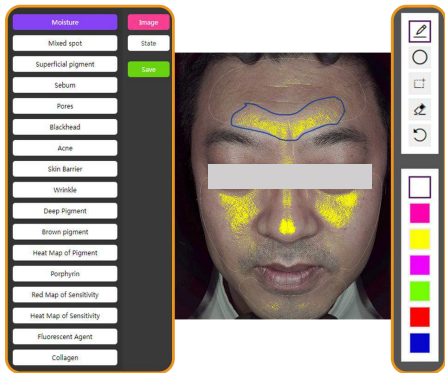 Moisture
Image
Mixed spot
State
Superficial pigment
Save
Sebum
Pores
Blackhead
Acne
Skin Barrier
Wrinkle
Deep Pigment
Brown pigment
Heat Map of Pigment
Porphyrin
Red Map of Sensitivity
Heat Map of Sensitivity
Fluorescent Agent
Collagen